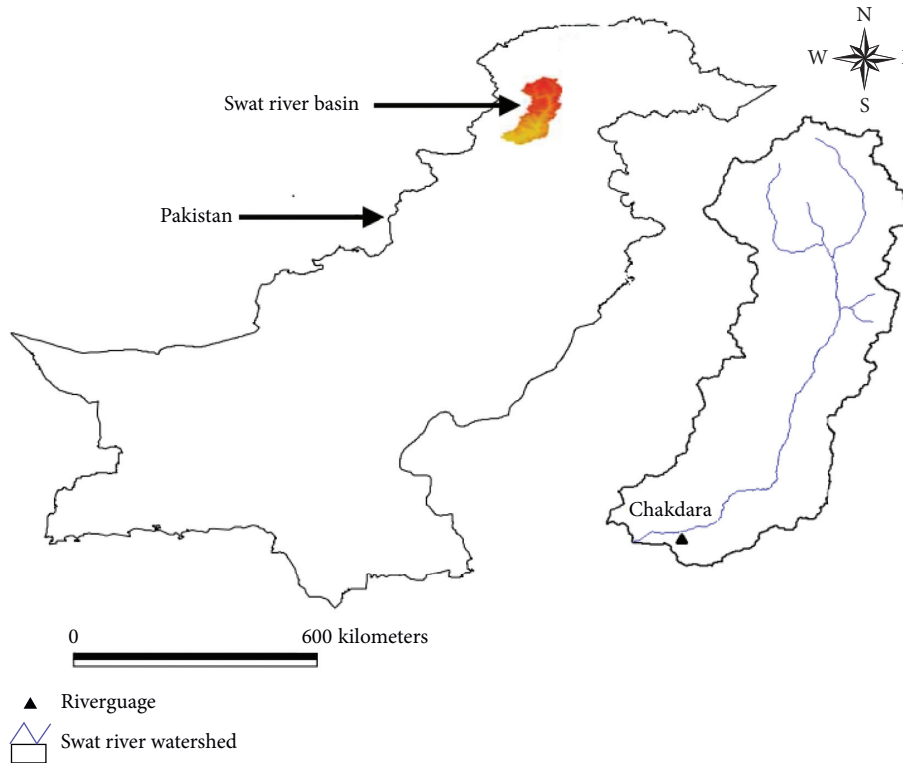 N
W
S
Swat river basin
Pakistan
Chakdara
0 600 kilometers
Riverguage
Swat river watershed